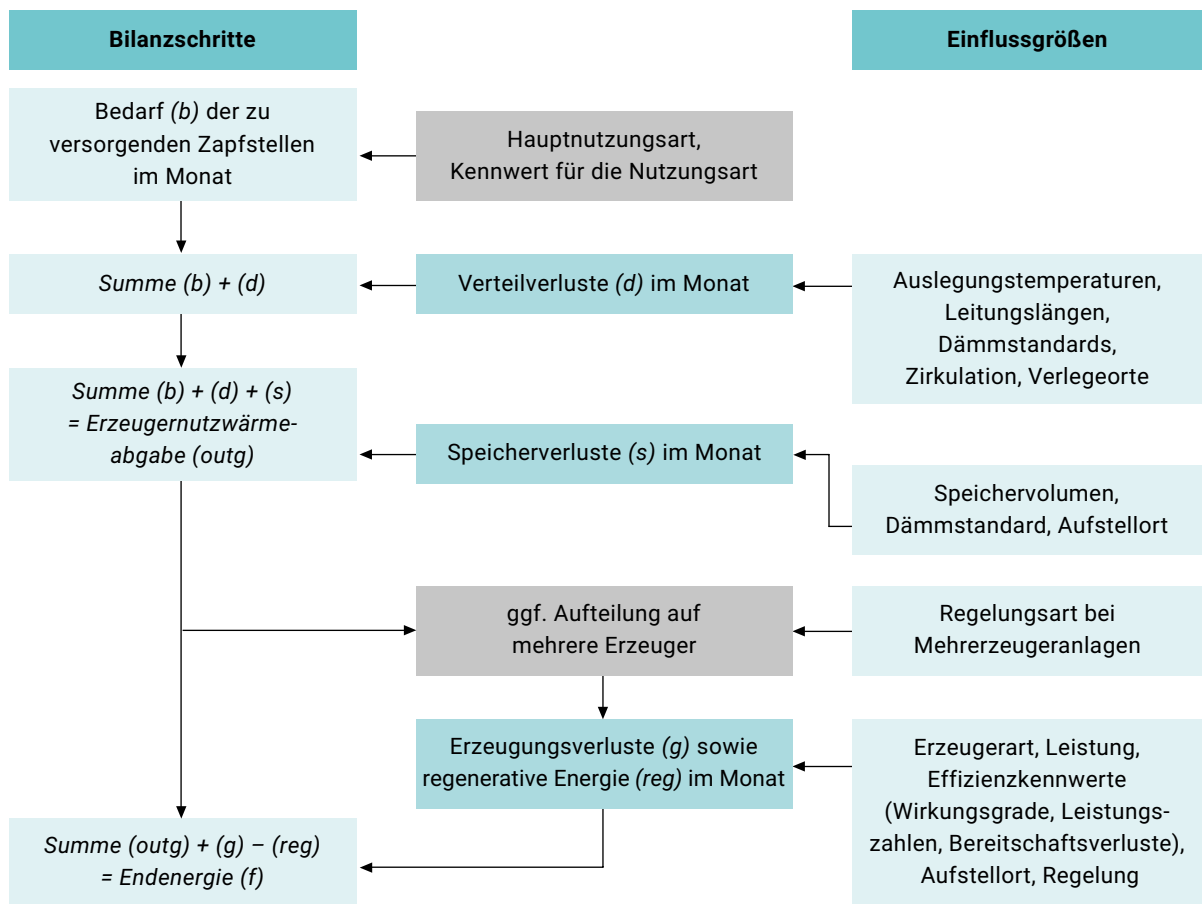 Bilanzschritte
Einflussgrößen
Bedarf (b) der zu
versorgenden Zapfstellen
im Monat
Hauptnutzungsart,
Kennwert für die Nutzungsart
Summe (b) + (d)
Verteilverluste (d) im Monat
Auslegungstemperaturen,
Leitungslängen,
Dämmstandards,
Zirkulation, Verlegeorte
Summe (b) + (d) + (s)
= Erzeugernutzwärme-
abgabe (outg)
Speicherverluste (s) im Monat
Speichervolumen,
Dämmstandard, Aufstellort
ggf. Aufteilung auf
mehrere Erzeuger
Regelungsart bei
Mehrerzeugeranlagen
Erzeugungsverluste (g) sowie
regenerative Energie (reg) im Monat
Erzeugerart, Leistung,
Effizienzkennwerte
(Wirkungsgrade, Leistungs-
zahlen, Bereitschaftsverluste),
Aufstellort, Regelung
Summe (outg) + (g) – (reg)
= Endenergie (f)